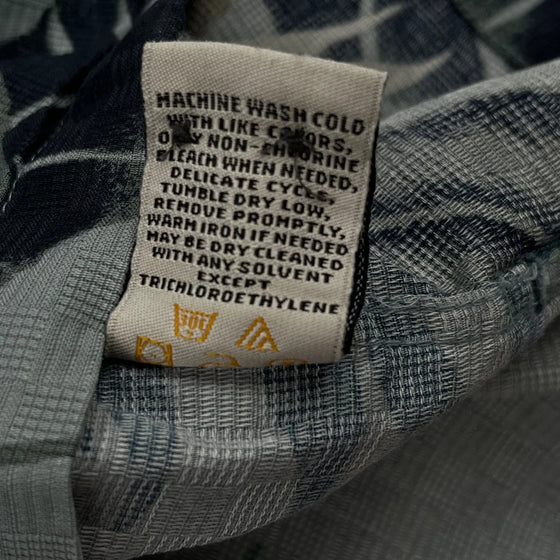 MACHINE WASH COLD
WITH LIKE COLORS,
ONLY NON-CHLORINE
BLEACH WHEN NEEDED,
DELICATE CYCLE,
TUMBLE DRY LOW,
REMOVE PROMPTLY,
WARM IRON IF NEEDED
MAY BE DRY CLEANED
WITH ANY SOLVENT
EXCEPT
TRICHLOROETHYLENE
30C